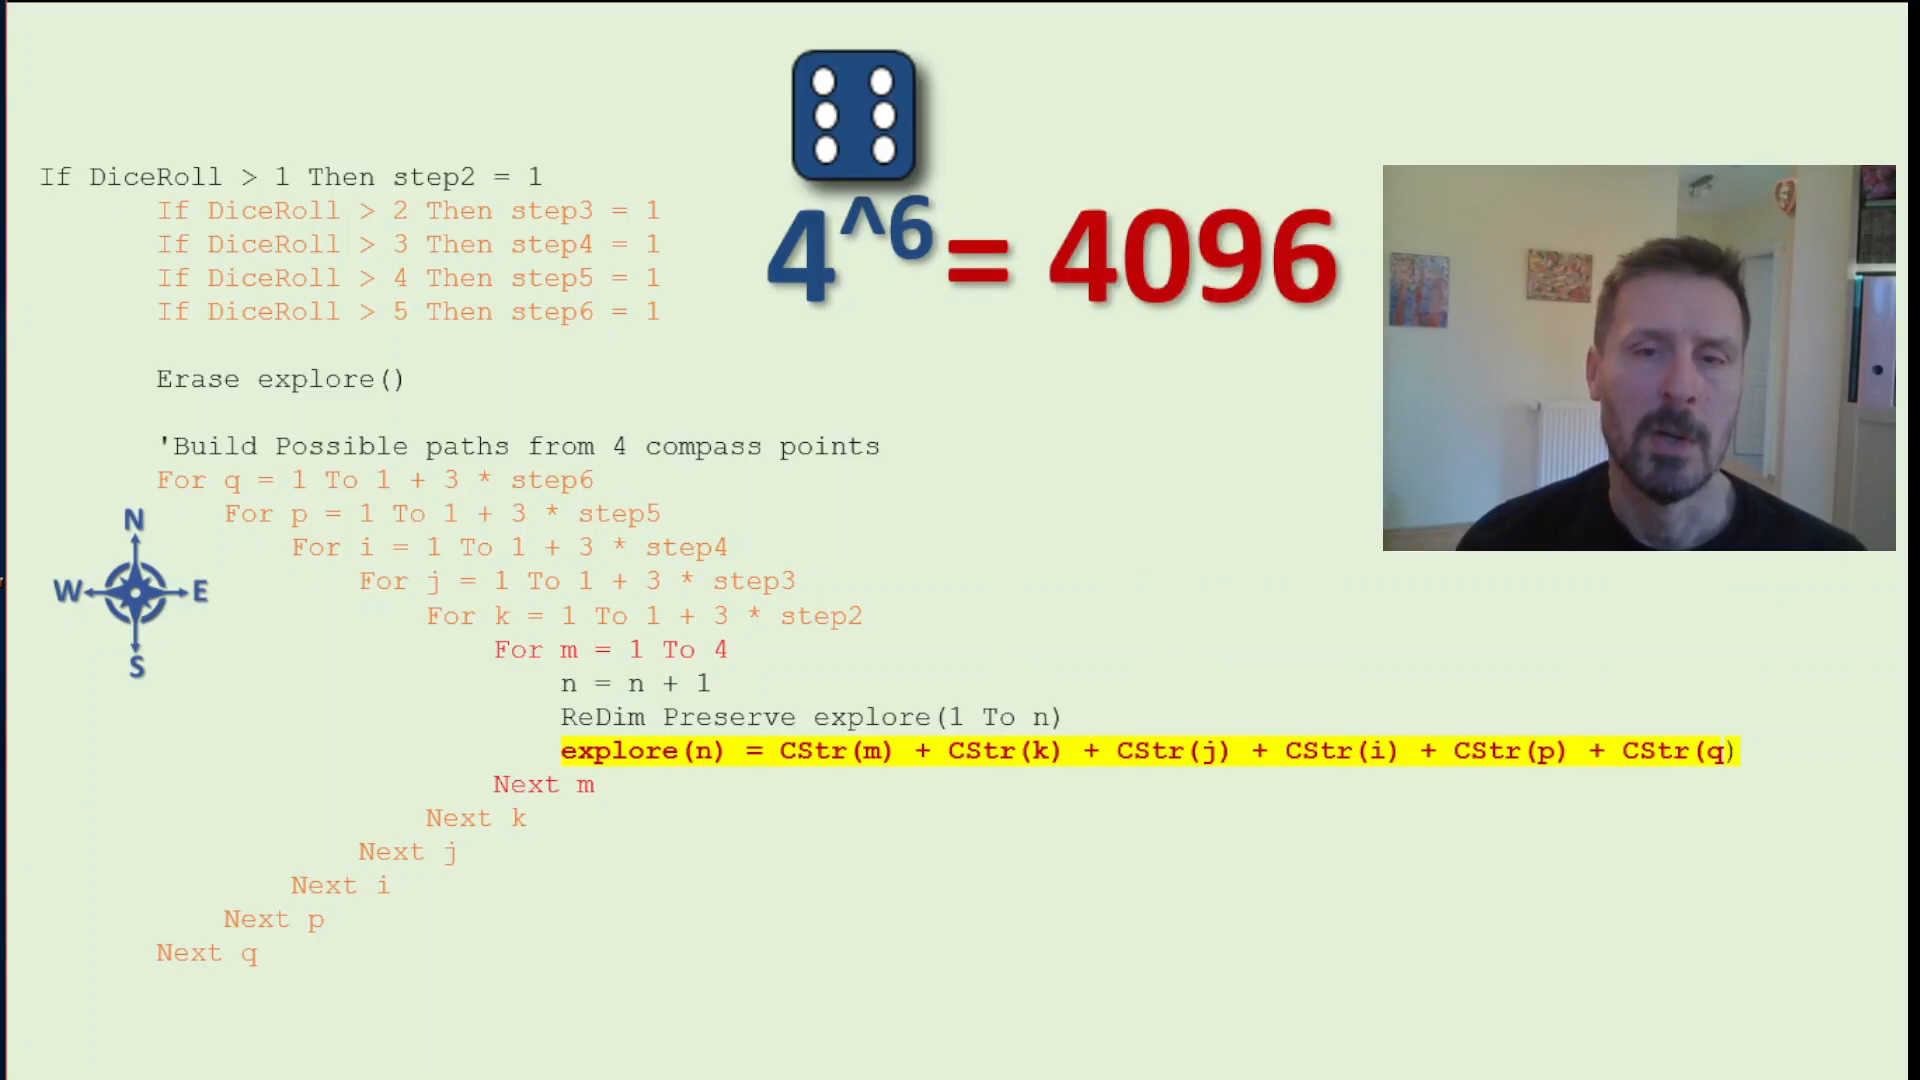 If DiceRoll > 1 Then step2 = 1
If DiceRoll > 2 Then step3 = 1
If DiceRoll > 3 Then step4 = 1
If DiceRoll > 4 Then step5 = 1
If DiceRoll > 5 Then step6 = 1
4^6 = 4096
Erase explore()
'Build Possible paths from 4 compass points
For q = 1 To 1 + 3 * step6
For p = 1 To 1 + 3 * step5
For i = 1 To 1 + 3 * step4
For j = 1 To 1 + 3 * step3
For k = 1 To 1 + 3 * step2
For m = 1 To 4
n = n + 1
ReDim Preserve explore(1 To n)
explore(n) = CStr(m) + CStr(k) + CStr(j) + CStr(i) + CStr(p) + CStr(q)
Next m
Next k
Next j
Next i
Next p
Next q
N
W E
S